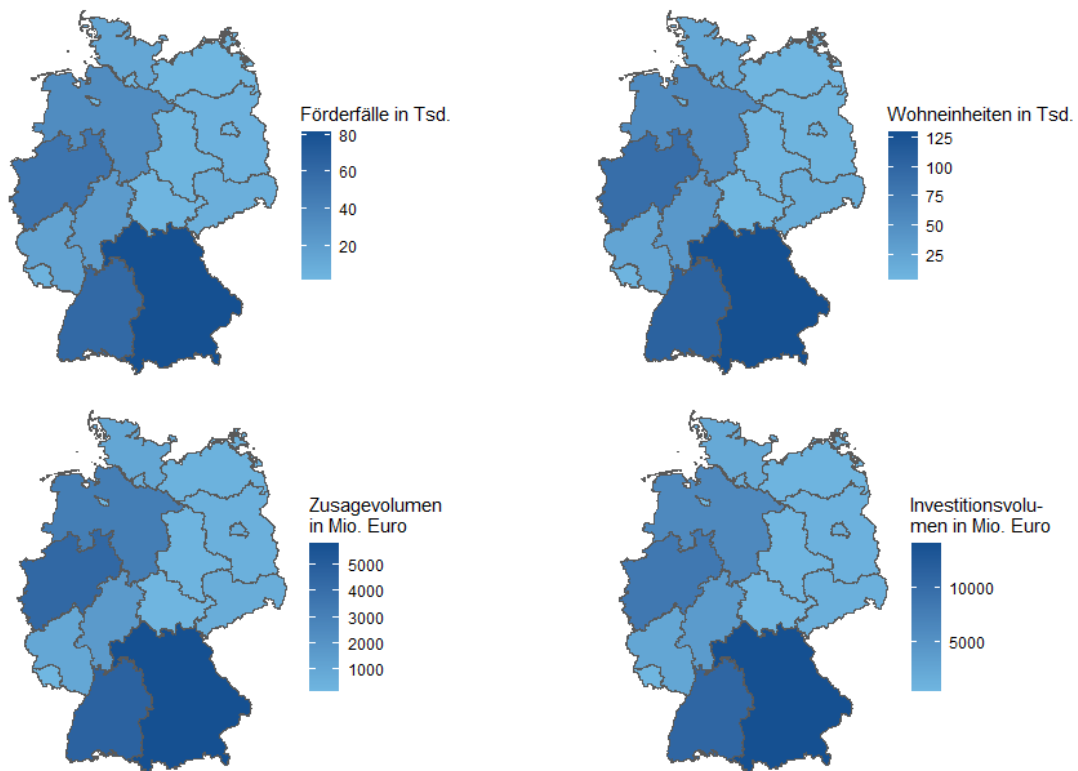 Förderfälle in Tsd.
80
60
40
20
Wohneinheiten in Tsd.
125
100
75
50
25
Zusagevolumen
in Mio. Euro
5000
4000
3000
2000
1000
Investitionsvolu-
men in Mio. Euro
10000
5000